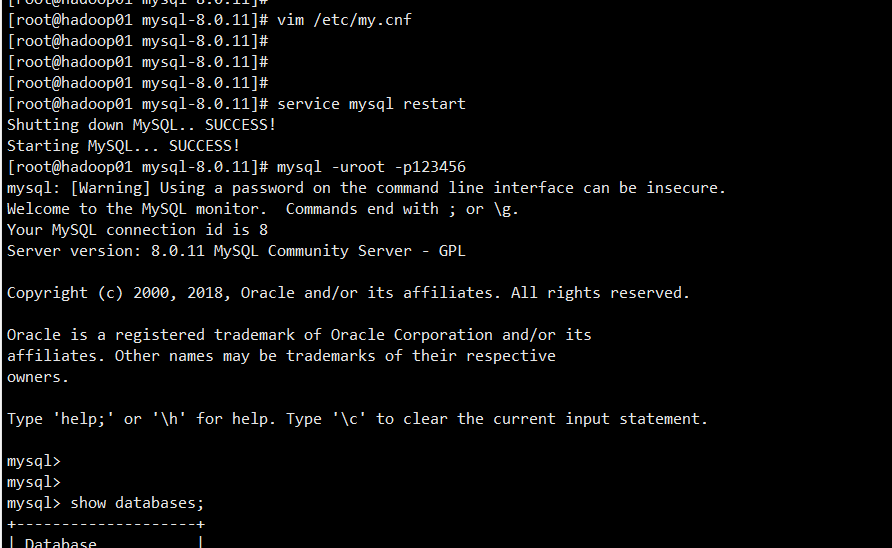 [root@hadoop01 mysql-8.0.11]#
[root@hadoop01 mysql-8.0.11]# vim /etc/my.cnf
[root@hadoop01 mysql-8.0.11]#
[root@hadoop01 mysql-8.0.11]#
[root@hadoop01 mysql-8.0.11]#
[root@hadoop01 mysql-8.0.11]# service mysql restart
Shutting down MySQL.. SUCCESS!
Starting MySQL... SUCCESS!
[root@hadoop01 mysql-8.0.11]# mysql -uroot -p123456
mysql: [Warning] Using a password on the command line interface can be insecure.
Welcome to the MySQL monitor.  Commands end with ; or \g.
Your MySQL connection id is 8
Server version: 8.0.11 MySQL Community Server - GPL

Copyright (c) 2000, 2018, Oracle and/or its affiliates. All rights reserved.

Oracle is a registered trademark of Oracle Corporation and/or its
affiliates. Other names may be trademarks of their respective
owners.

Type 'help;' or '\h' for help. Type '\c' to clear the current input statement.

mysql>
mysql>
mysql> show databases;
+--------------------+
| Database           |